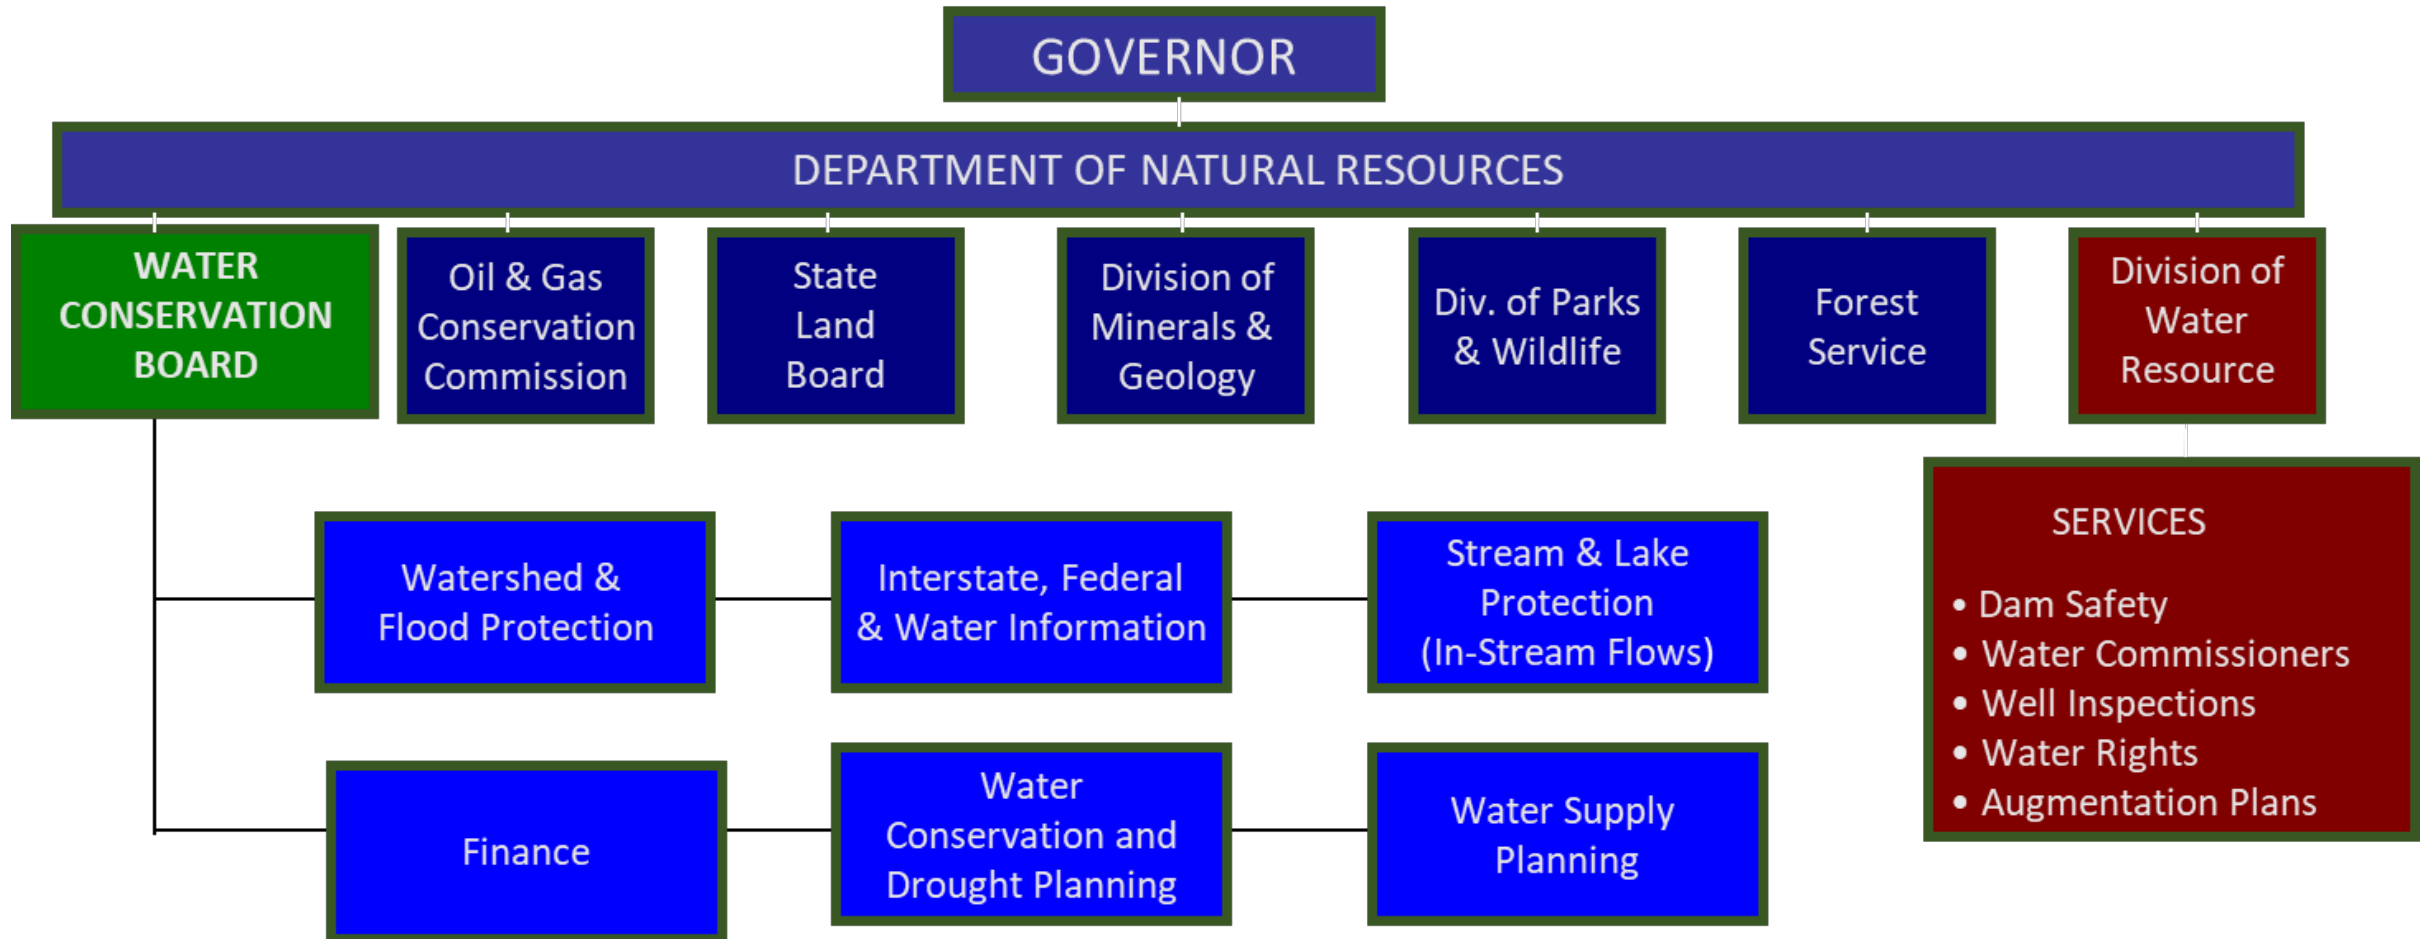 GOVERNOR
DEPARTMENT OF NATURAL RESOURCES
WATER
CONSERVATION
BOARD
Oil & Gas
Conservation
Commission
State
Land
Board
Division of
Minerals &
Geology
Div. of Parks
& Wildlife
Forest
Service
Division of
Water
Resource
Watershed &
Flood Protection
Interstate, Federal
& Water Information
Stream & Lake
Protection
(In-Stream Flows)
Finance
Water
Conservation and
Drought Planning
Water Supply
Planning
SERVICES
• Dam Safety
• Water Commissioners
• Well Inspections
• Water Rights
• Augmentation Plans